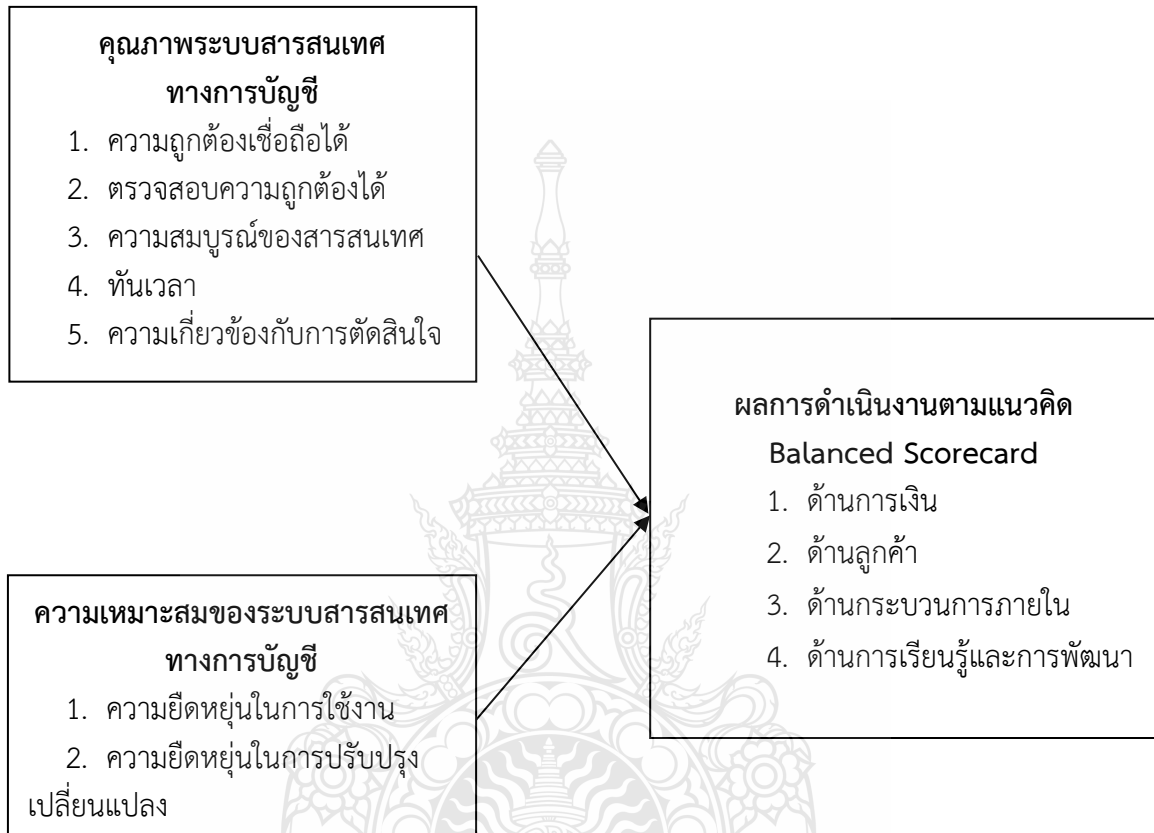 คุณภาพระบบสารสนเทศ
ทางการบัญชี
1. ความถูกต้องเชื่อถือได้
2. ตรวจสอบความถูกต้องได้
3. ความสมบูรณ์ของสารสนเทศ
4. ทันเวลา
5. ความเกี่ยวข้องกับการตัดสินใจ
ความเหมาะสมของระบบสารสนเทศ
ทางการบัญชี
1. ความยืดหยุ่นในการใช้งาน
2. ความยืดหยุ่นในการปรับปรุง
เปลี่ยนแปลง
ผลการดำเนินงานตามแนวคิด
Balanced Scorecard
1. ด้านการเงิน
2. ด้านลูกค้า
3. ด้านกระบวนการภายใน
4. ด้านการเรียนรู้และการพัฒนา